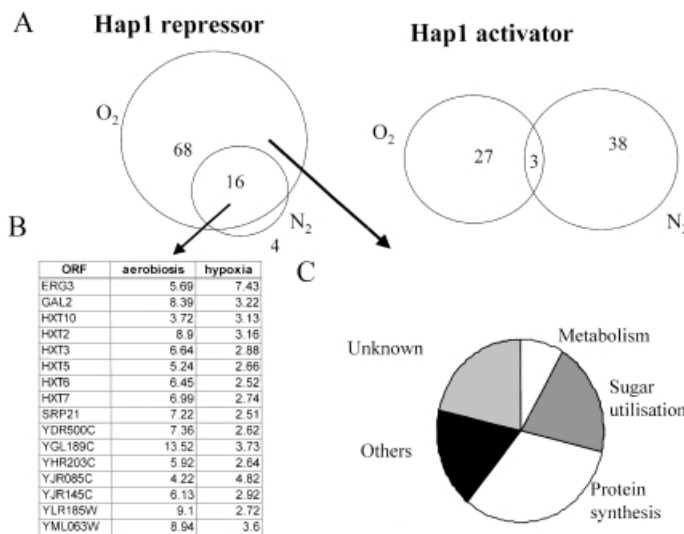 A
Hap1 repressor
Hap1 activator
O2
68
16
N2
4
O2
27
3
38
N2
B
ORF aerobiosis hypoxia
ERG3 5.69 7.43
GAL2 8.39 3.22
HXT10 3.72 3.13
HXT2 8.9 3.16
HXT3 6.64 2.88
HXT5 5.24 2.66
HXT6 6.45 2.52
HXT7 6.99 2.74
SRP21 7.22 2.51
YDR500C 7.36 2.62
YGL189C 13.52 3.73
YHR203C 5.92 2.64
YJR085C 4.22 4.82
YJR145C 6.13 2.92
YLR185W 9.1 2.72
YML063W 8.94 3.6
C
Unknown
Metabolism
Sugar
utilisation
Others
Protein
synthesis